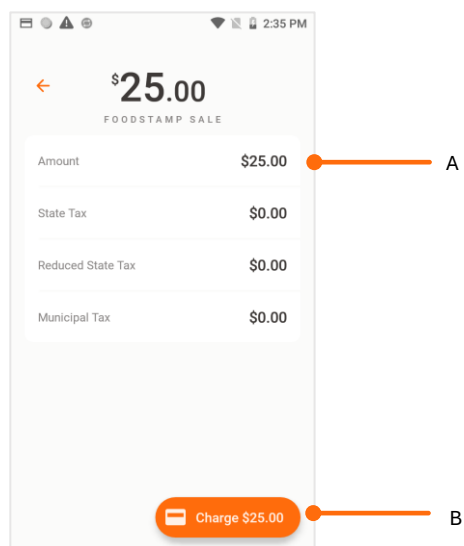 2:35 PM
$25.00
FOODSTAMP SALE
Amount $25.00 A
State Tax $0.00
Reduced State Tax $0.00
Municipal Tax $0.00
Charge $25.00 B